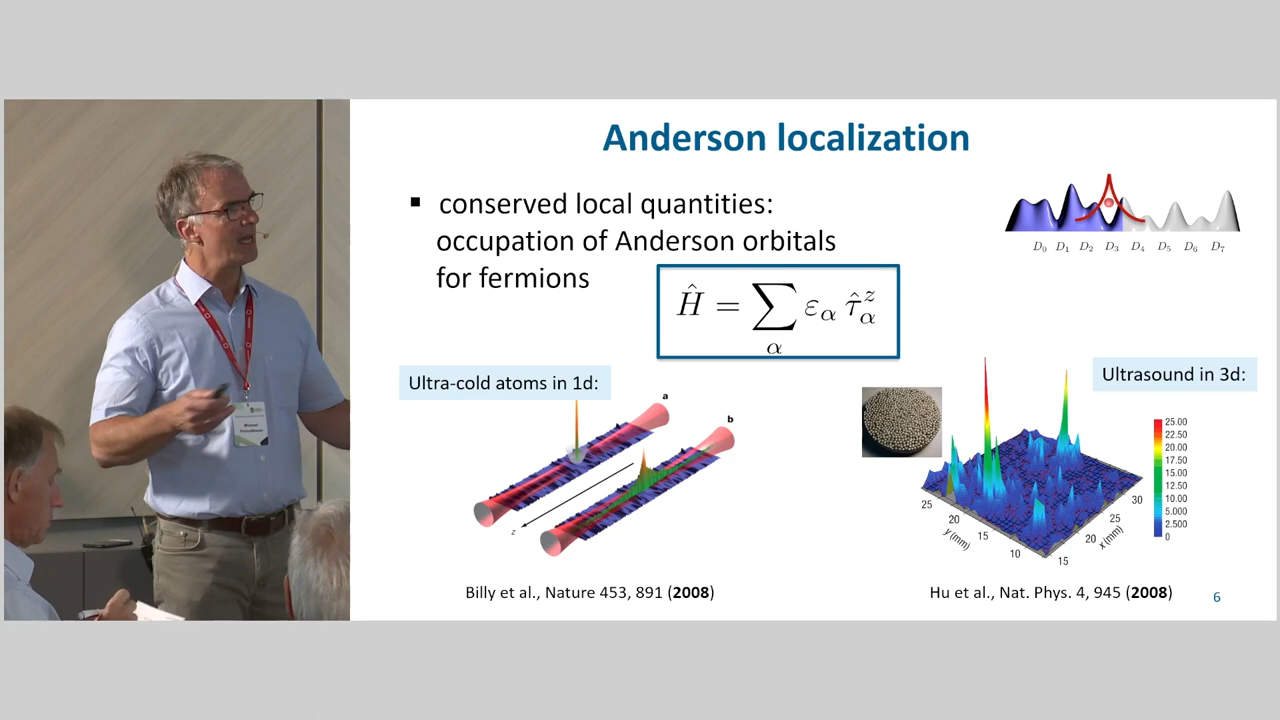 Anderson localization
▪ conserved local quantities:
occupation of Anderson orbitals
for fermions
Ĥ = ∑ ε_α τ̂^z_α
α
D₀ D₁ D₂ D₃ D₄ D₅ D₆ D₇
Ultra-cold atoms in 1d:
a
b
z
Billy et al., Nature 453, 891 (2008)
Ultrasound in 3d:
25.00
22.50
20.00
17.50
15.00
12.50
10.00
5.000
2.500
0
25
20
15
10
y (mm)
30
25
20
15
x (mm)
Hu et al., Nat. Phys. 4, 945 (2008)
6
Michael